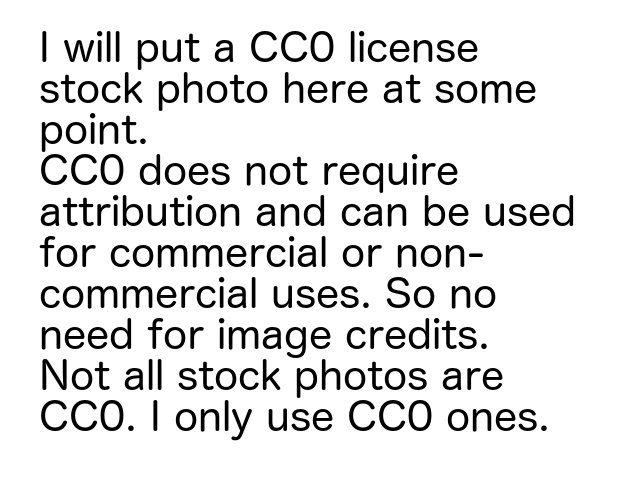 I will put a CC0 license
stock photo here at some
point.
CC0 does not require
attribution and can be used
for commercial or non-
commercial uses. So no
need for image credits.
Not all stock photos are
CC0. I only use CC0 ones.